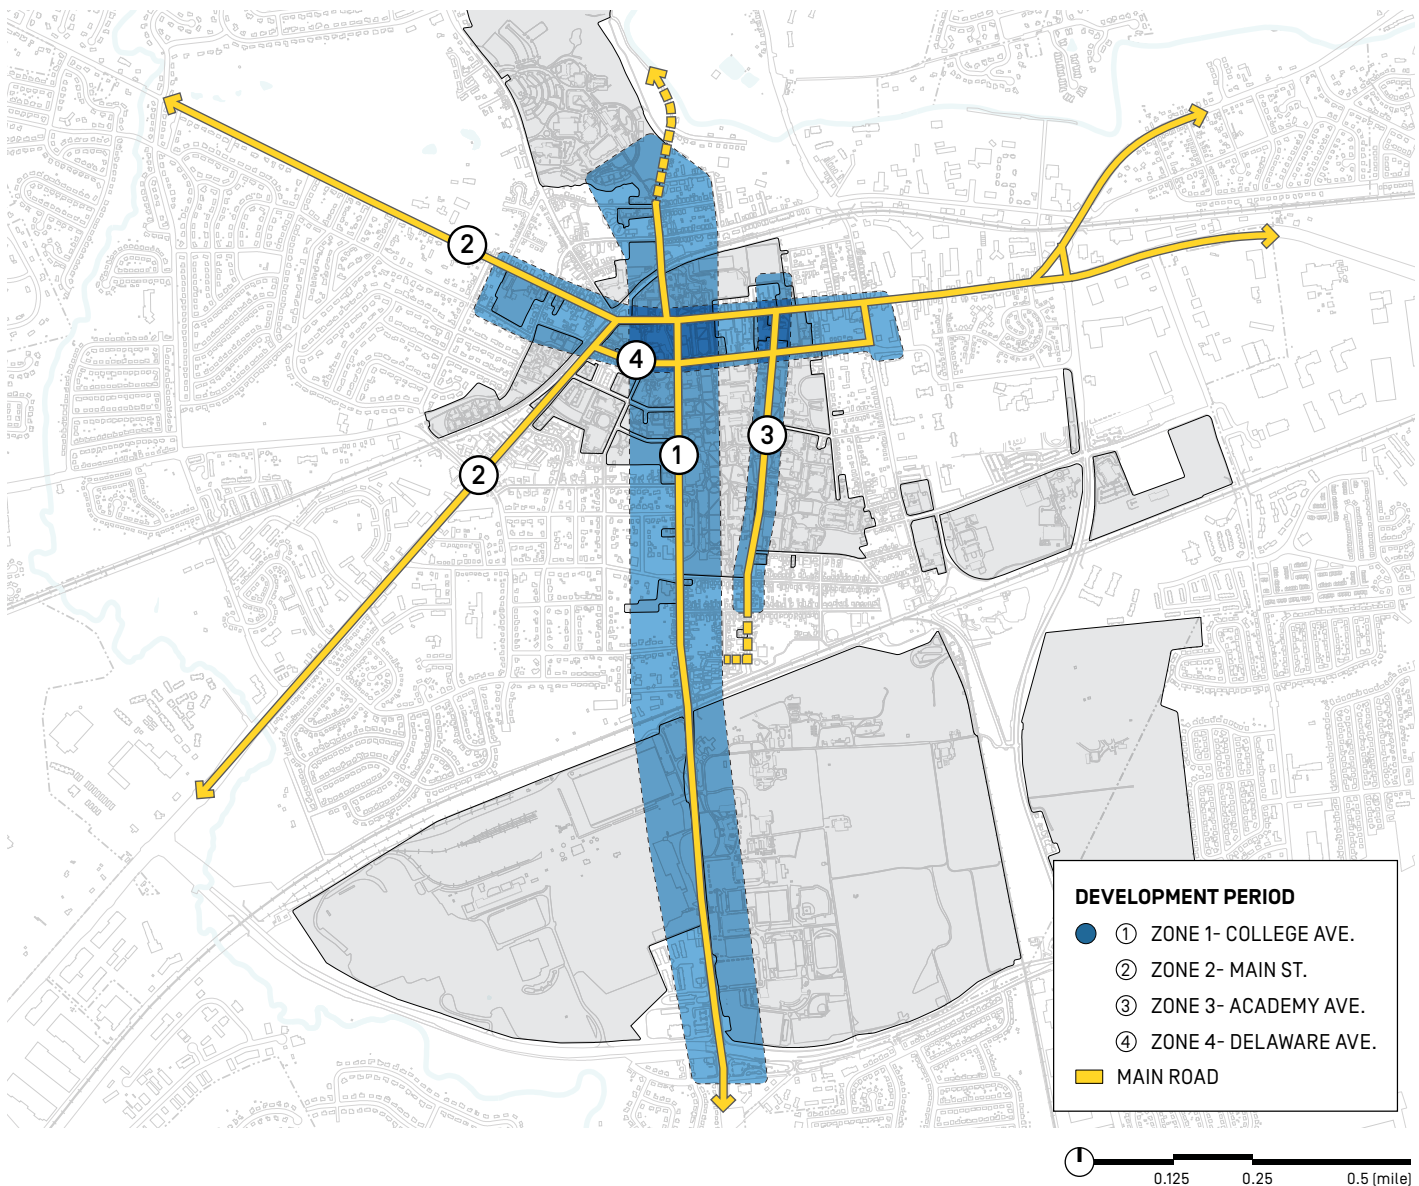 2
4
3
1
2
DEVELOPMENT PERIOD
1 ZONE 1- COLLEGE AVE.
2 ZONE 2- MAIN ST.
3 ZONE 3- ACADEMY AVE.
4 ZONE 4- DELAWARE AVE.
MAIN ROAD
0.125 0.25 0.5 (mile)